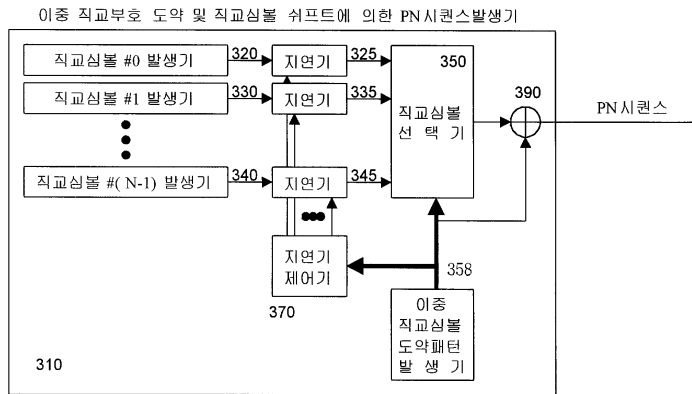 이중 직교부호 도약 및 직교심볼 쉬프트에 의한 PN시퀀스발생기
직교심볼 #0 발생기
320
지연기
325
350
390
직교심볼 #1 발생기
330
지연기
335
직교심볼
선택기
PN시퀀스
직교심볼 #( N-1) 발생기
340
지연기
345
지연기
제어기
370
358
이중
직교심볼
도약패턴
발생기
310